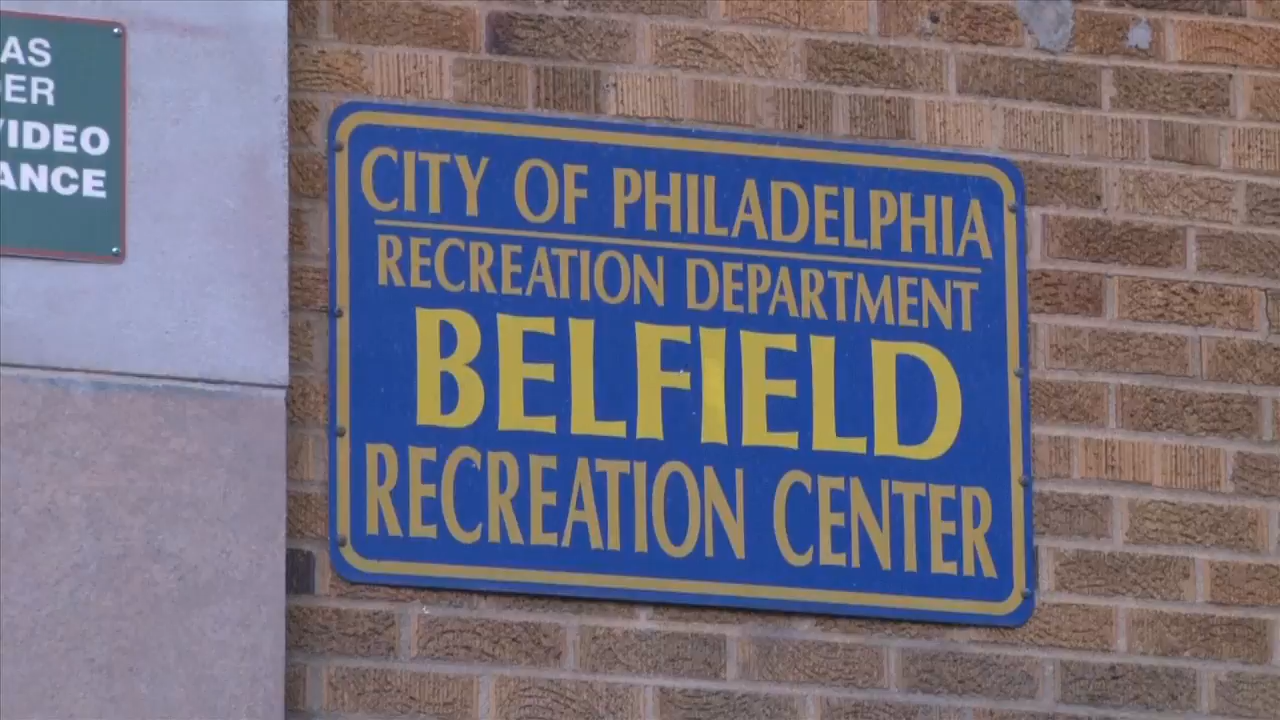 AS
ER
VIDEO
ANCE
CITY OF PHILADELPHIA
RECREATION DEPARTMENT
BELFIELD
RECREATION CENTER